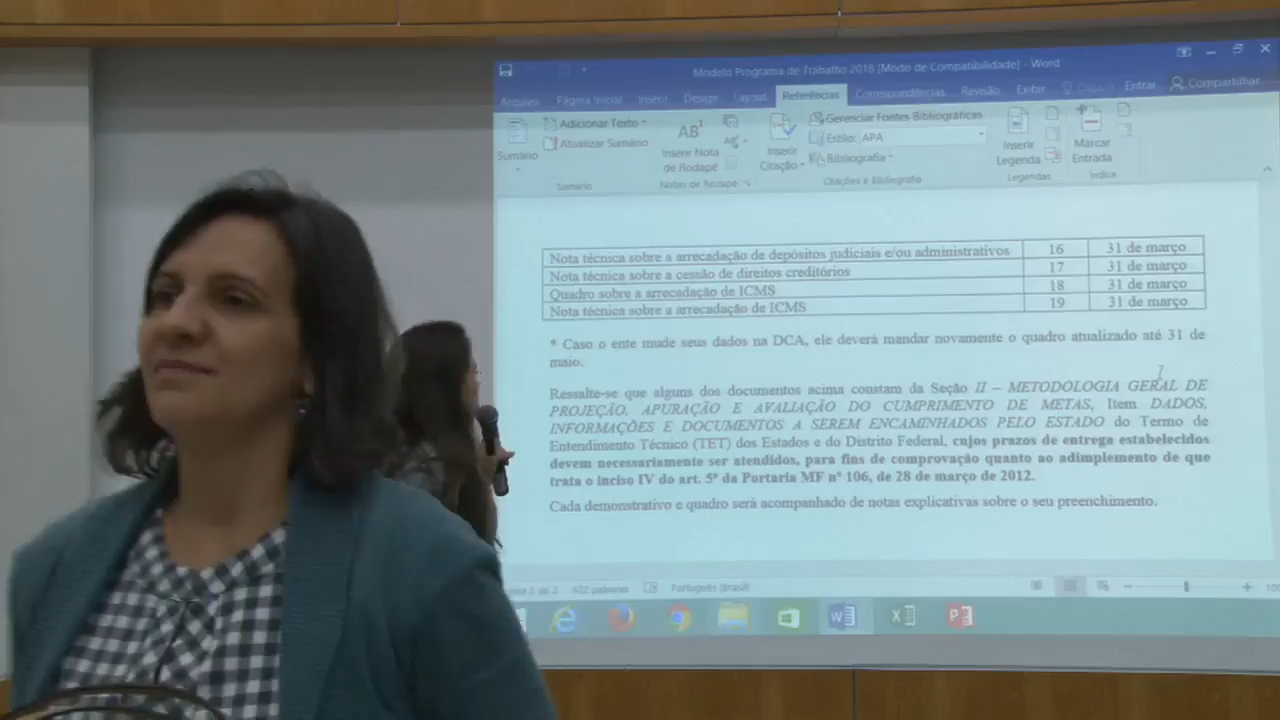 Modelo Programa de Trabalho 2018 [Modo de Compatibilidade] - Word
Arquivo Página Inicial Inserir Design Layout Referências Correspondências Revisão Exibir Entrar Compartilhar
Sumário
Adicionar Texto
Atualizar Sumário
Sumário
AB¹
Inserir Nota
de Rodapé
Notas de Rodapé
Inserir
Citação
Gerenciar Fontes Bibliográficas
Estilo: APA
Bibliografia
Citações e Bibliografia
Inserir
Legenda
Legendas
Marcar
Entrada
Índice
Nota técnica sobre a arrecadação de depósitos judiciais e/ou administrativos 16 31 de março
Nota técnica sobre a cessão de direitos creditórios 17 31 de março
Quadro sobre a arrecadação de ICMS 18 31 de março
Nota técnica sobre a arrecadação de ICMS 19 31 de março
* Caso o ente mude seus dados na DCA, ele deverá mandar novamente o quadro atualizado até 31 de
maio.
Ressalte-se que alguns dos documentos acima constam da Seção II – METODOLOGIA GERAL DE
PROJEÇÃO, APURAÇÃO E AVALIAÇÃO DO CUMPRIMENTO DE METAS, Item DADOS,
INFORMAÇÕES E DOCUMENTOS A SEREM ENCAMINHADOS PELO ESTADO do Termo de
Entendimento Técnico (TET) dos Estados e do Distrito Federal, cujos prazos de entrega estabelecidos
devem necessariamente ser atendidos, para fins de comprovação quanto ao adimplemento de que
trata o inciso IV do art. 5º da Portaria MF nº 106, de 28 de março de 2012.
Cada demonstrativo e quadro será acompanhado de notas explicativas sobre o seu preenchimento.
622 palavras Português (Brasil)